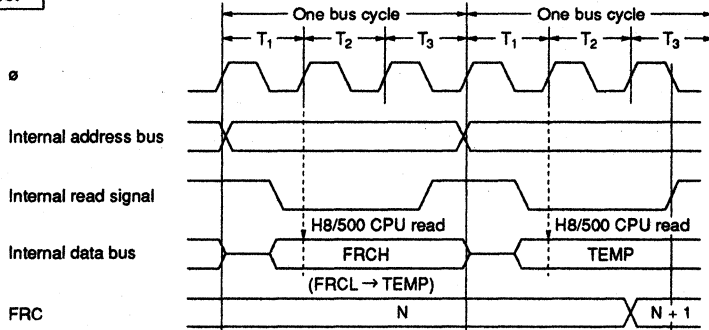 One bus cycle One bus cycle
T1 T2 T3 T1 T2 T3
ø
Internal address bus
Internal read signal
H8/500 CPU read H8/500 CPU read
Internal data bus FRCH TEMP
(FRCL → TEMP)
FRC N N + 1